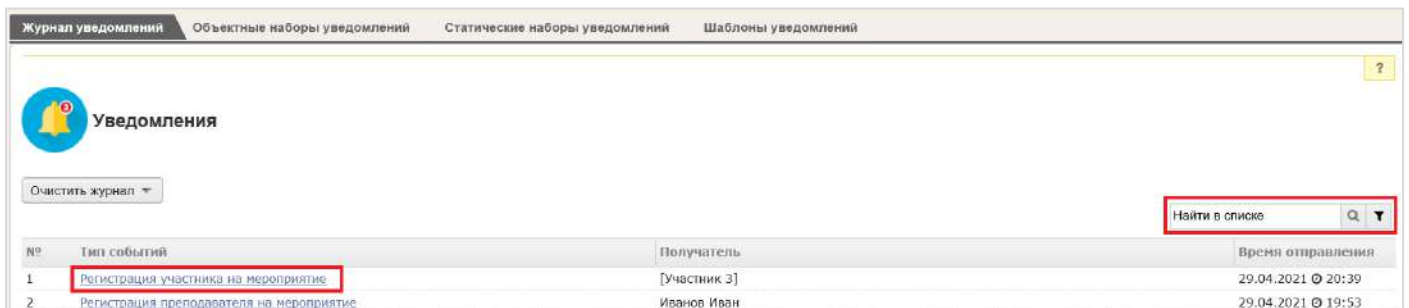 Журнал уведомлений Объектные наборы уведомлений Статические наборы уведомлений Шаблоны уведомлений
?
3
Уведомления
Очистить журнал
Найти в списке
№ Тип событий Получатель Время отправления
1 Регистрация участника на мероприятие [Участник 3] 29.04.2021 20:39
2 Регистрация преподавателя на мероприятие Иванов Иван 29.04.2021 19:53